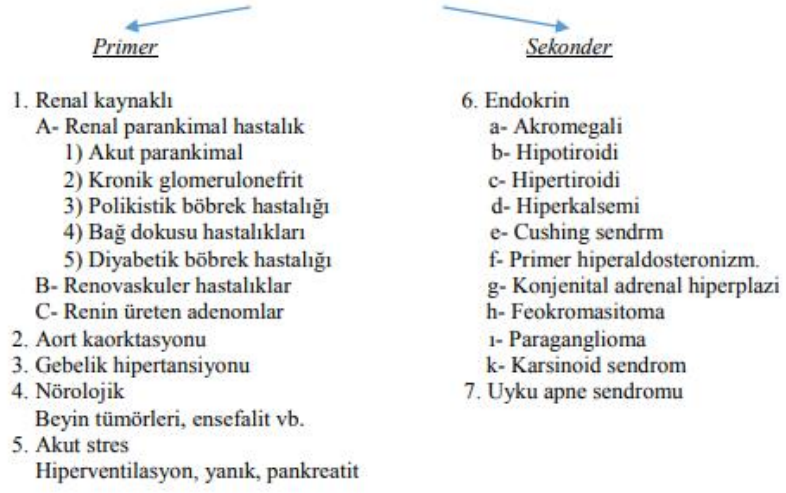 Primer
Sekonder
1. Renal kaynaklı
A- Renal parankimal hastalık
1) Akut parankimal
2) Kronik glomerulonefrit
3) Polikistik böbrek hastalığı
4) Bağ dokusu hastalıkları
5) Diyabetik böbrek hastalığı
B- Renovaskuler hastalıklar
C- Renin üreten adenomlar
2. Aort kaorktasyonu
3. Gebelik hipertansiyonu
4. Nörolojik
Beyin tümörleri, ensefalit vb.
5. Akut stres
Hiperventilasyon, yanık, pankreatit
6. Endokrin
a- Akromegali
b- Hipotiroidi
c- Hipertiroidi
d- Hiperkalsemi
e- Cushing sendrm
f- Primer hiperaldosteronizm.
g- Konjenital adrenal hiperplazi
h- Feokromasitoma
ı- Paraganglioma
k- Karsinoid sendrom
7. Uyku apne sendromu